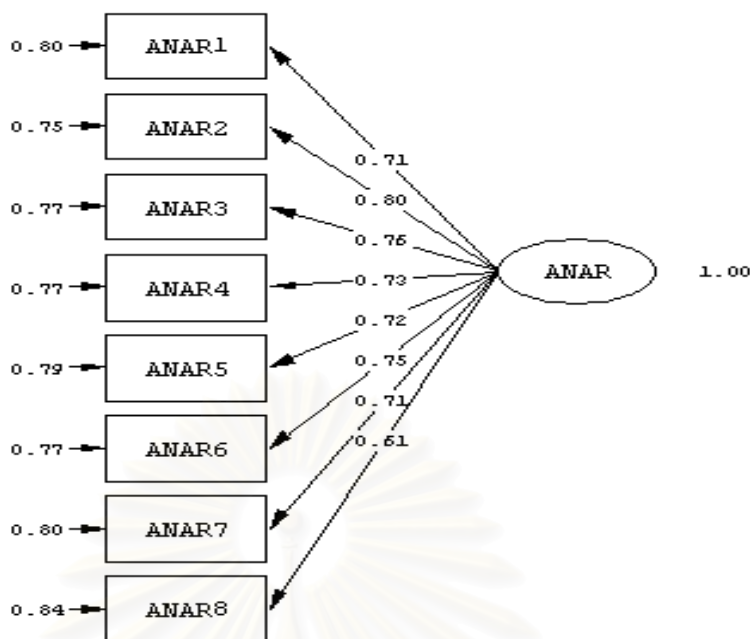 0.80 ANAR1
0.75 ANAR2
0.77 ANAR3
0.77 ANAR4
0.79 ANAR5
0.77 ANAR6
0.80 ANAR7
0.84 ANAR8
0.71
0.80
0.76
0.73
0.72
0.75
0.71
0.61
ANAR 1.00